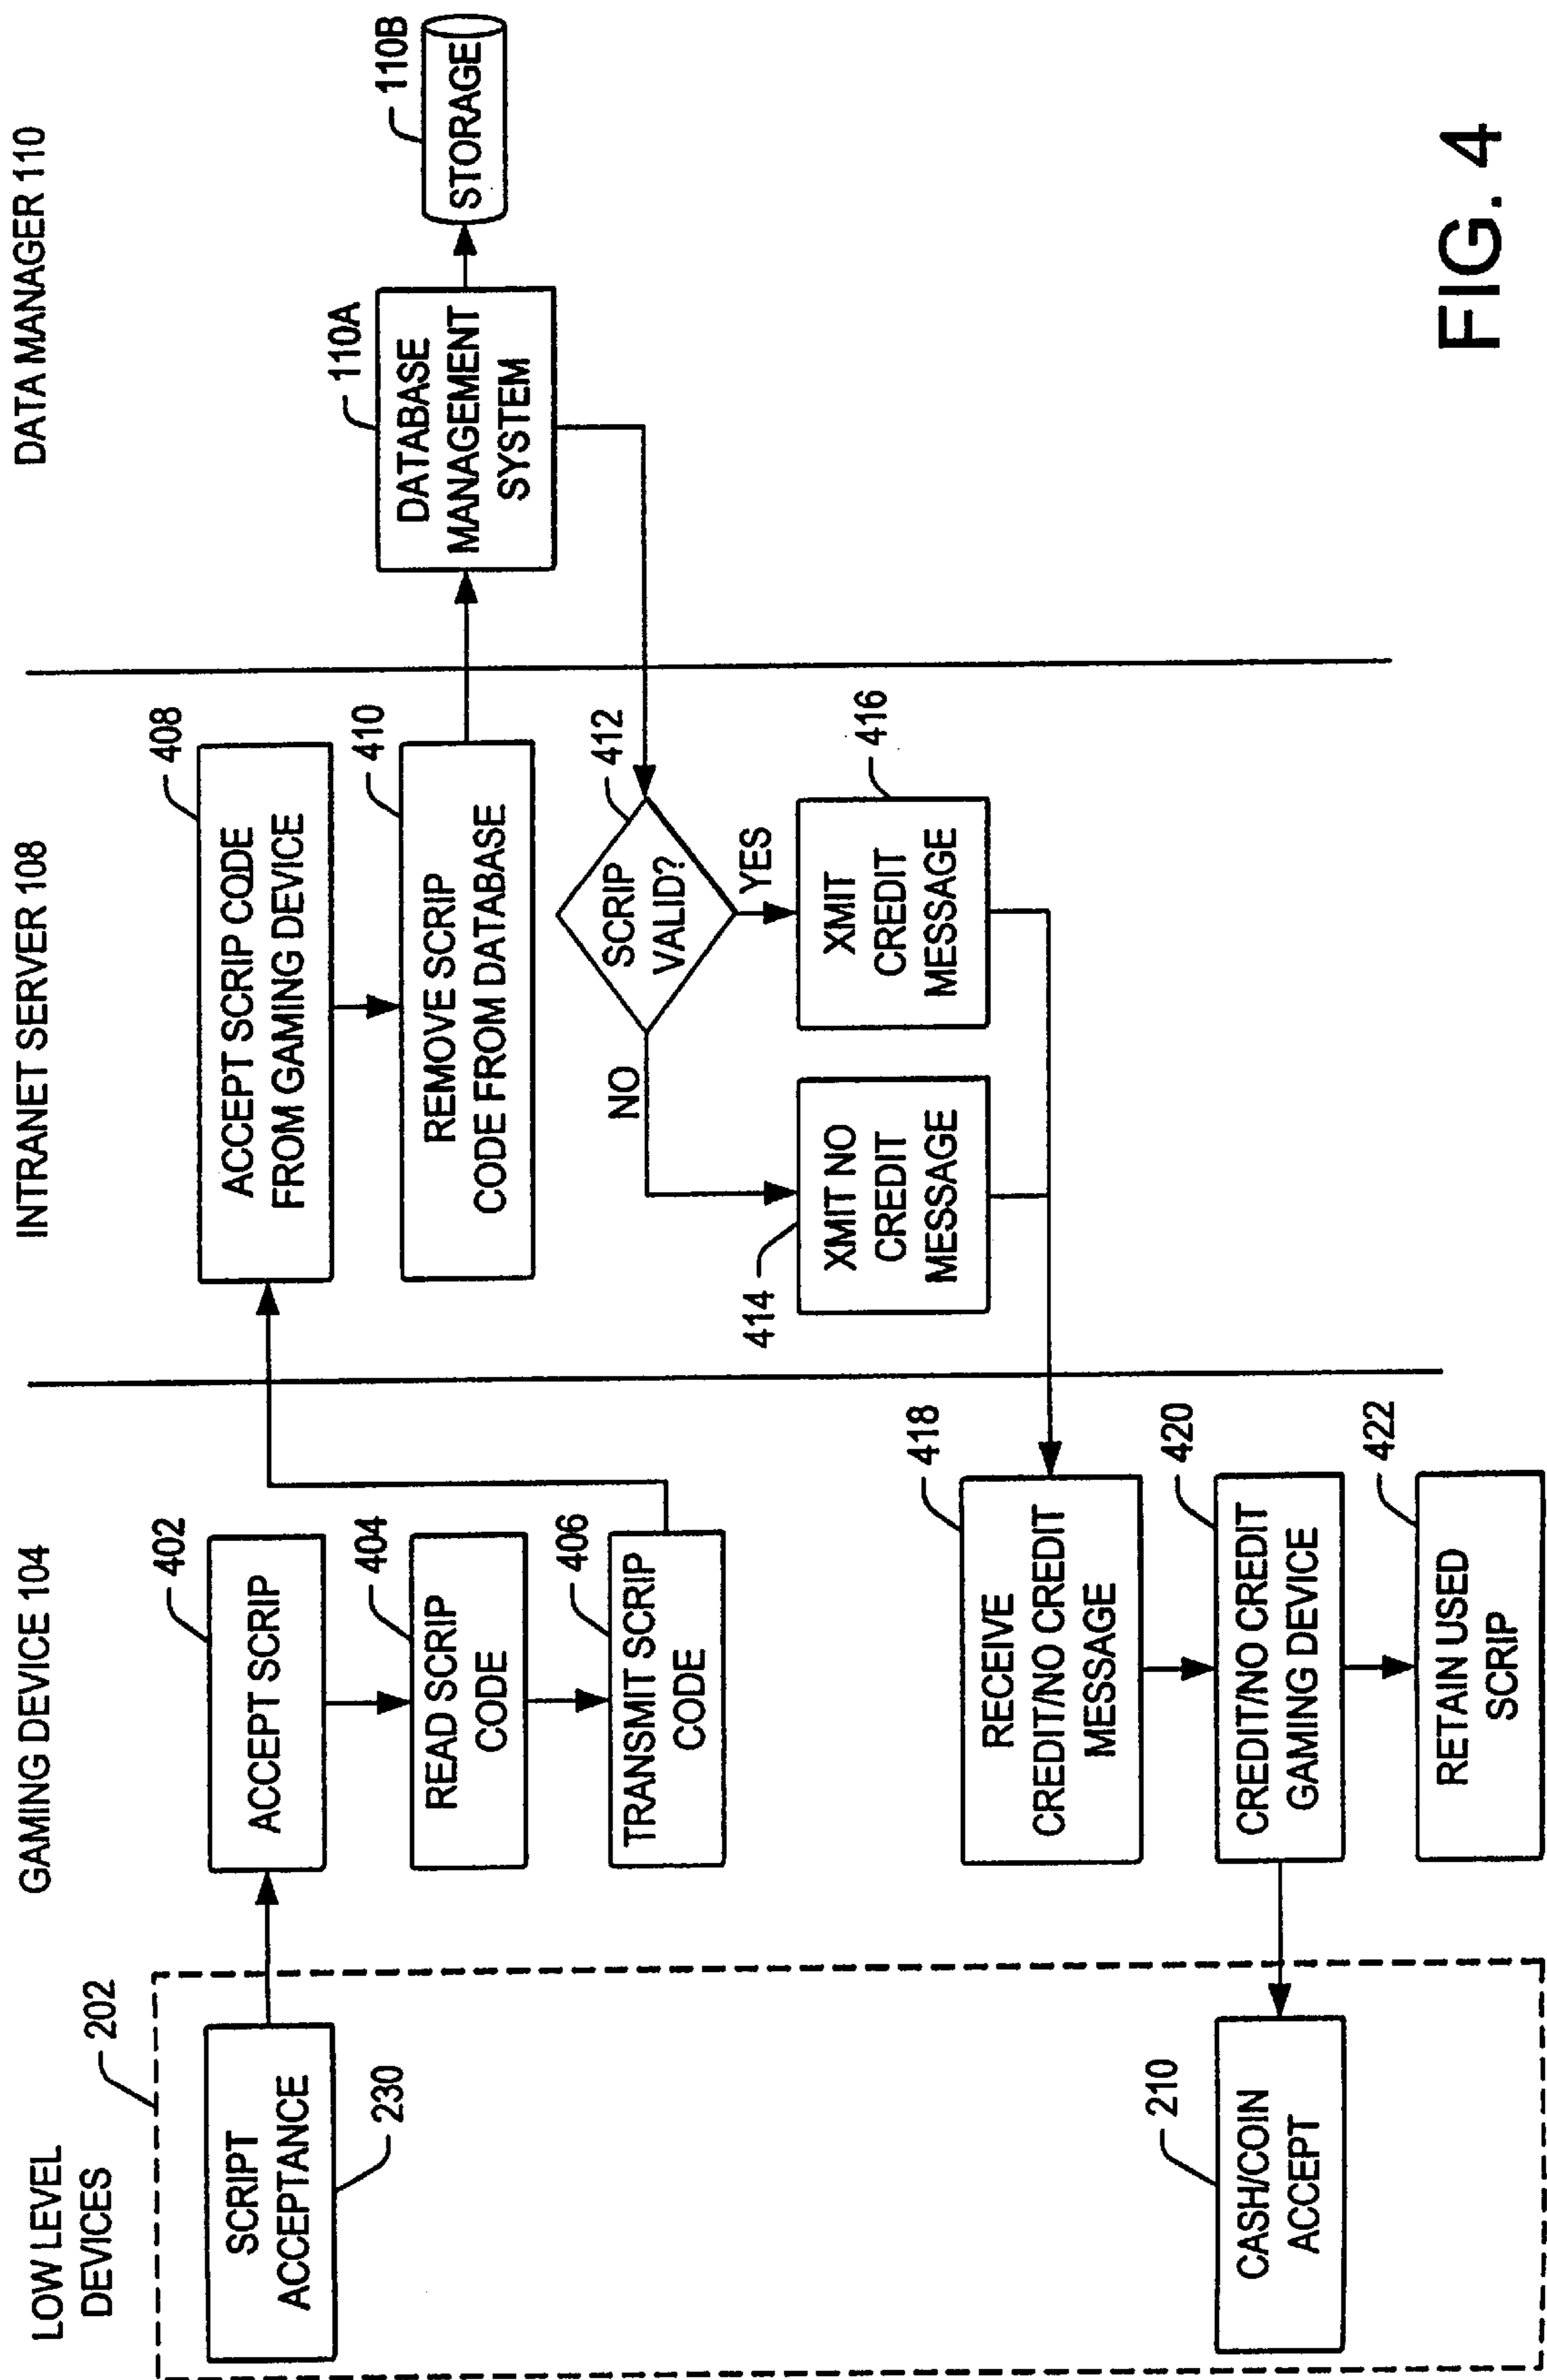 LOW LEVEL
DEVICES
202
SCRIPT
ACCEPTANCE
230
CASH/COIN
ACCEPT
210
GAMING DEVICE 104
ACCEPT SCRIP
402
READ SCRIP
CODE
404
TRANSMIT SCRIP
CODE
406
RECEIVE
CREDIT/NO CREDIT
MESSAGE
418
CREDIT/NO CREDIT
GAMING DEVICE
420
RETAIN USED
SCRIP
422
INTRANET SERVER 108
ACCEPT SCRIP CODE
FROM GAMING DEVICE
408
REMOVE SCRIP
CODE FROM DATABASE
410
SCRIP
VALID?
412
NO
YES
XMIT NO
CREDIT
MESSAGE
414
XMIT
CREDIT
MESSAGE
416
DATA MANAGER 110
DATABASE
MANAGEMENT
SYSTEM
110A
STORAGE
110B
FIG. 4